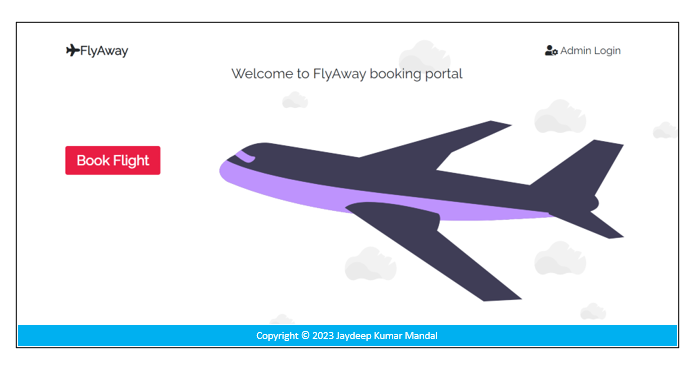 FlyAway
Admin Login
Welcome to FlyAway booking portal
Book Flight
Copyright © 2023 Jaydeep Kumar Mandal